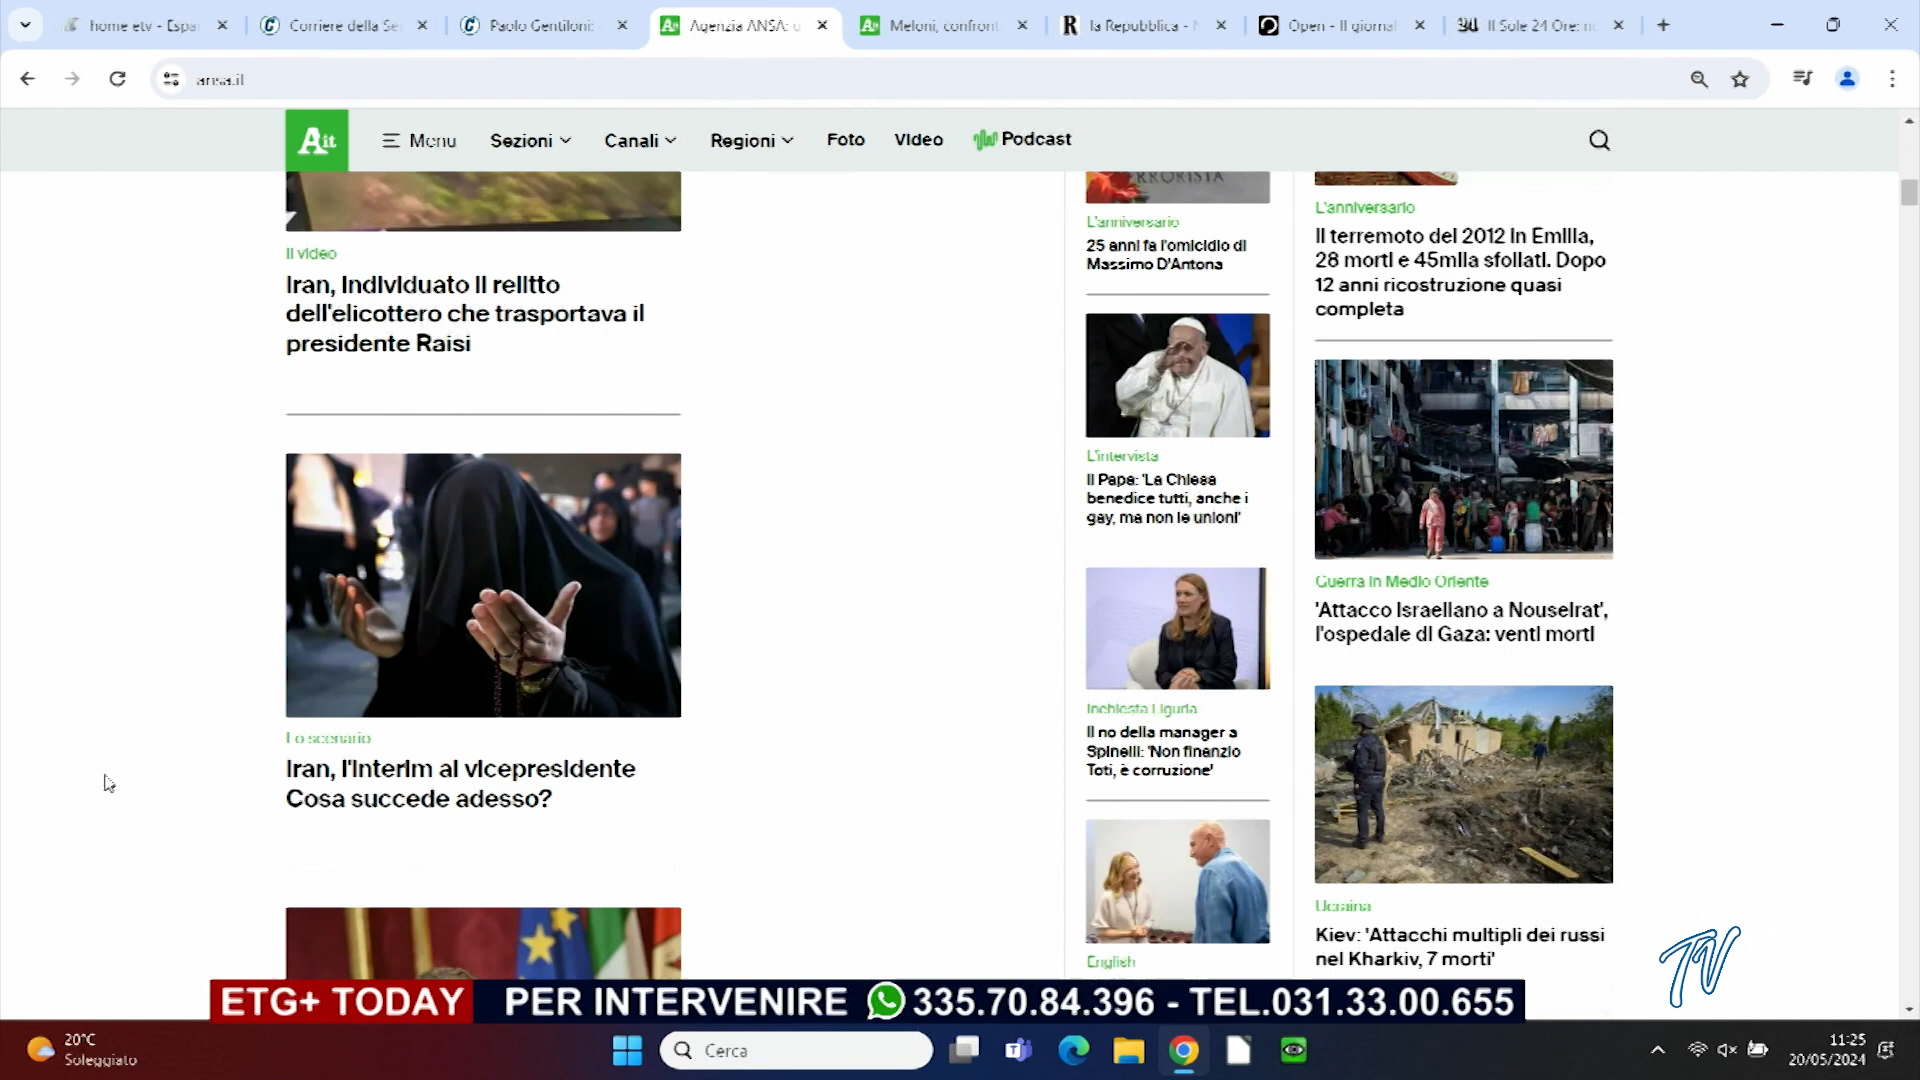 home etv - Espa
Corriere della Se
Paolo Gentiloni:
Agenzia ANSA: u
Meloni, confront
la Repubblica - N
Open - Il giornal
Il Sole 24 Ore: n
ansa.it
Ait
Menu
Sezioni
Canali
Regioni
Foto
Video
Podcast
Il video
Iran, individuato il relitto
dell'elicottero che trasportava il
presidente Raisi
Lo scenario
Iran, l'interim al vicepresidente
Cosa succede adesso?
L'anniversario
25 anni fa l'omicidio di
Massimo D'Antona
L'intervista
Il Papa: 'La Chiesa
benedice tutti, anche i
gay, ma non le unioni'
Inchiesta Liguria
Il no della manager a
Spinelli: 'Non finanzio
Toti, è corruzione'
English
L'anniversario
Il terremoto del 2012 in Emilia,
28 morti e 45mila sfollati. Dopo
12 anni ricostruzione quasi
completa
Guerra in Medio Oriente
'Attacco israeliano a Nouseirat',
l'ospedale di Gaza: venti morti
Ucraina
Kiev: 'Attacchi multipli dei russi
nel Kharkiv, 7 morti'
TV
ETG+ TODAY PER INTERVENIRE 335.70.84.396 - TEL.031.33.00.655
20°C
Soleggiato
Cerca
11:25
20/05/2024